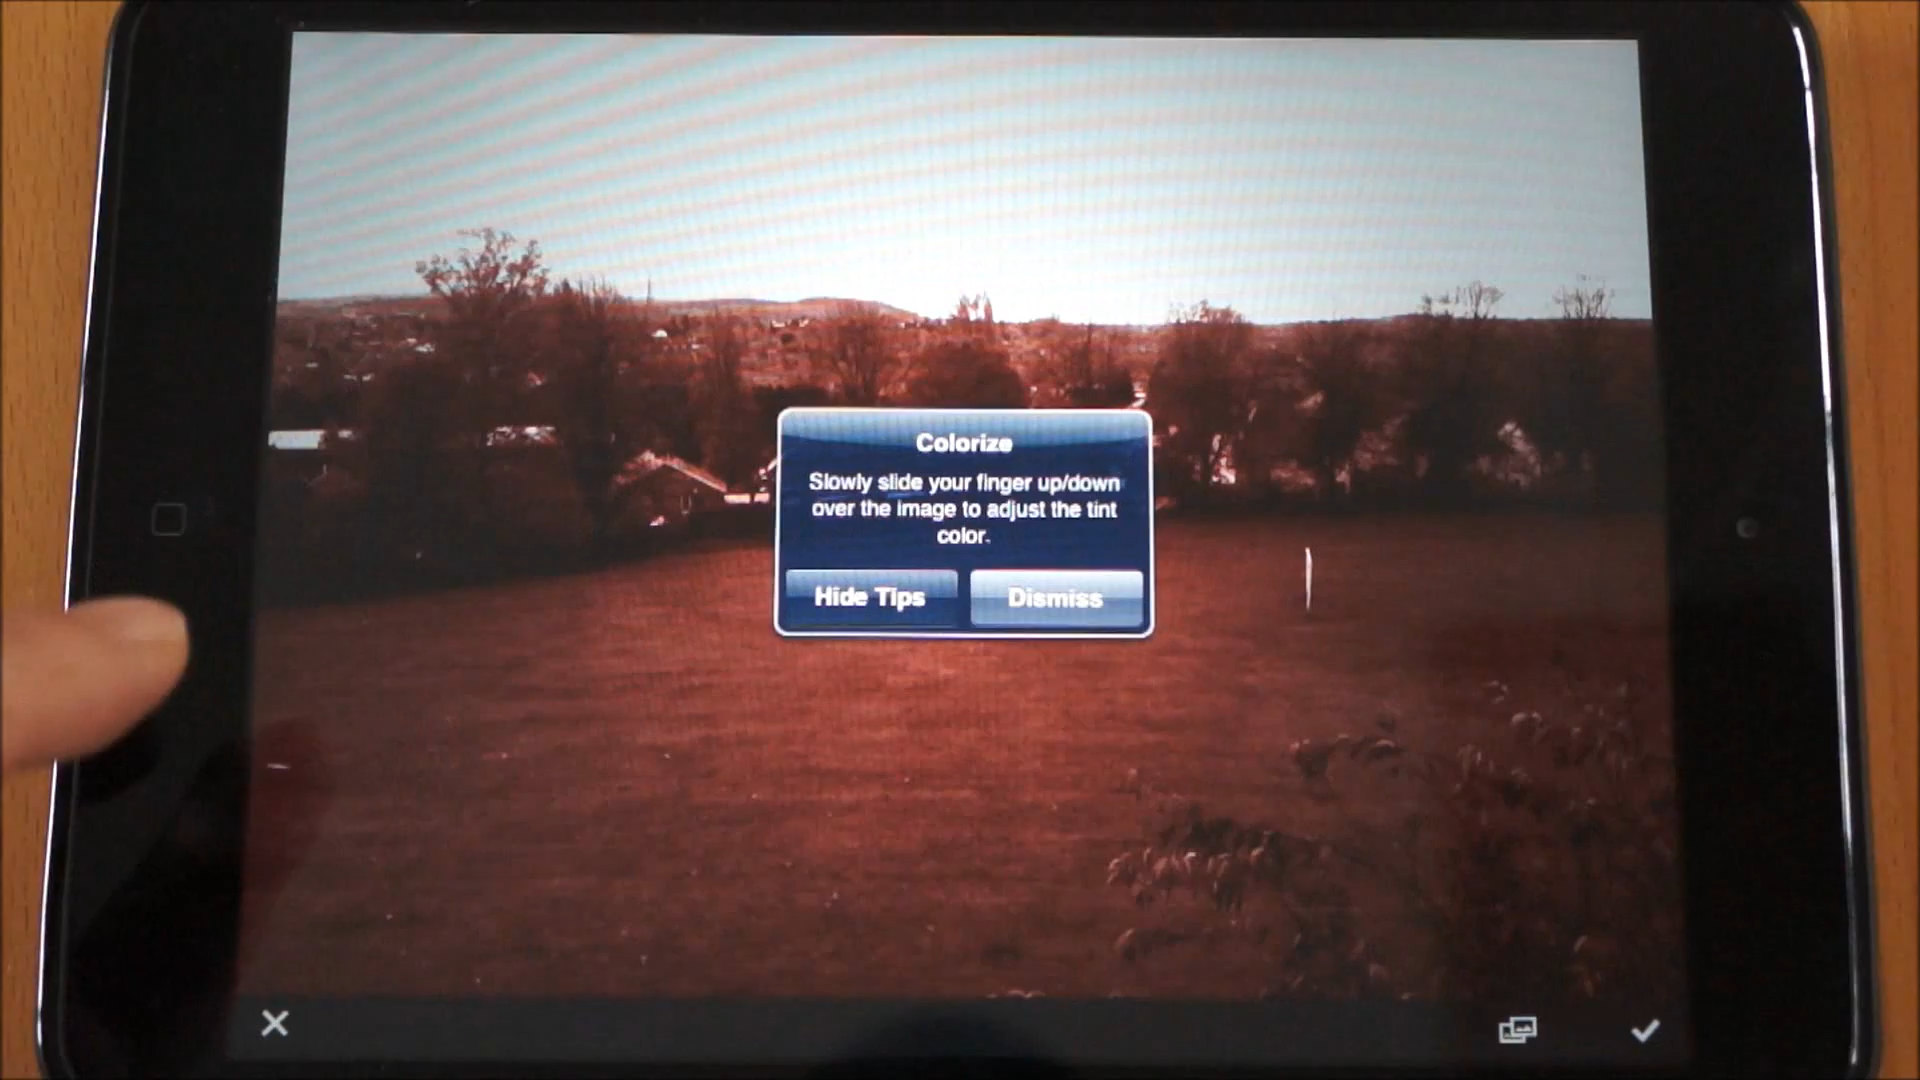 Colorize
Slowly slide your finger up/down
over the image to adjust the tint
color.
Hide Tips
Dismiss